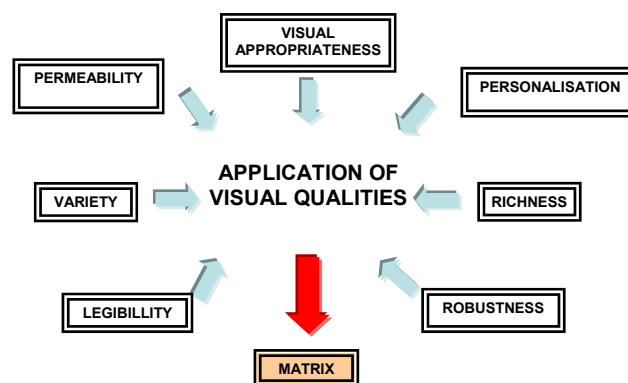 VISUAL
APPROPRIATENESS
PERMEABILITY
PERSONALISATION
APPLICATION OF
VISUAL QUALITIES
VARIETY
RICHNESS
LEGIBILLITY
ROBUSTNESS
MATRIX